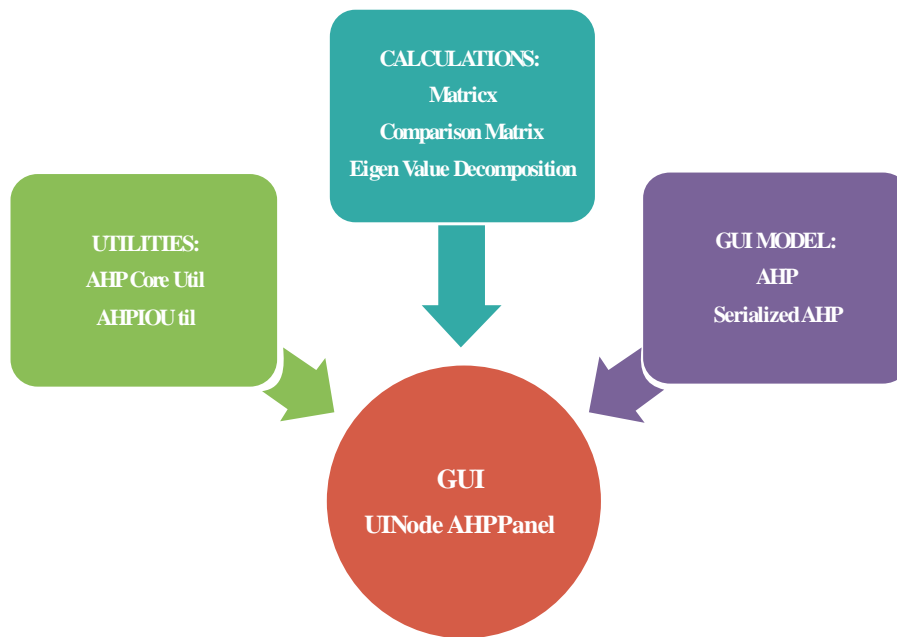 CALCULATIONS:
Matricx
Comparison Matrix
Eigen Value Decomposition
UTILITIES:
AHP Core Util
AHPIOU til
GUI MODEL:
AHP
Serialized AHP
GUI
UINode AHPPanel